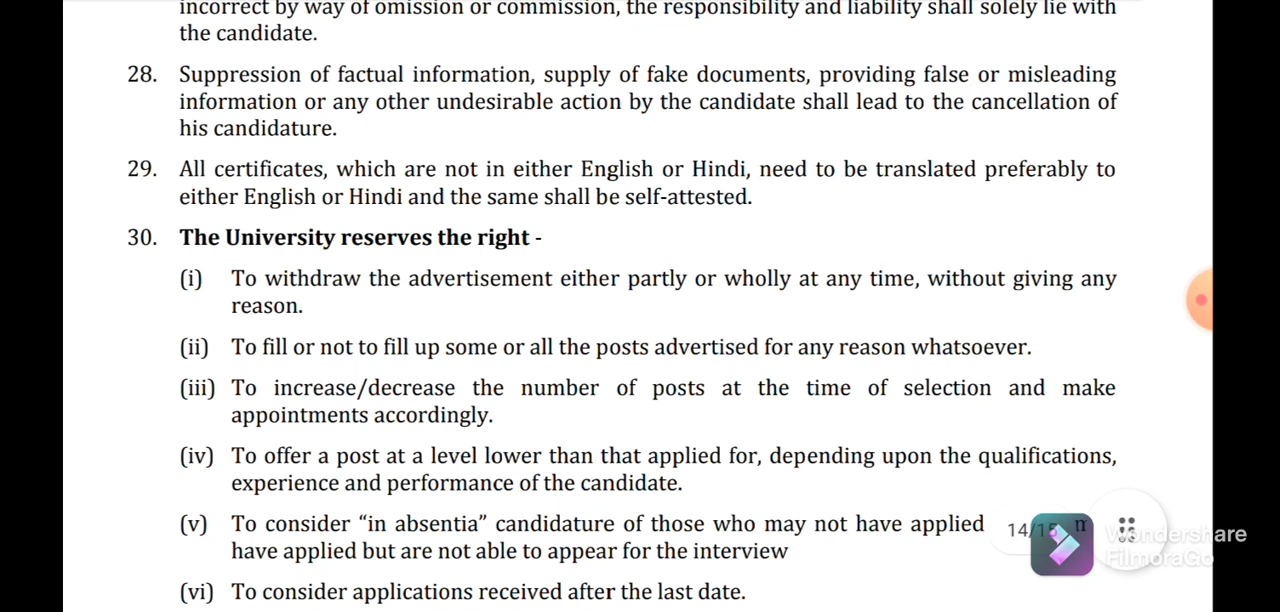 incorrect by way of omission or commission, the responsibility and liability shall solely lie with
the candidate.
28. Suppression of factual information, supply of fake documents, providing false or misleading
information or any other undesirable action by the candidate shall lead to the cancellation of
his candidature.
29. All certificates, which are not in either English or Hindi, need to be translated preferably to
either English or Hindi and the same shall be self-attested.
30. The University reserves the right -
(i) To withdraw the advertisement either partly or wholly at any time, without giving any
reason.
(ii) To fill or not to fill up some or all the posts advertised for any reason whatsoever.
(iii) To increase/decrease the number of posts at the time of selection and make
appointments accordingly.
(iv) To offer a post at a level lower than that applied for, depending upon the qualifications,
experience and performance of the candidate.
(v) To consider “in absentia” candidature of those who may not have applied
have applied but are not able to appear for the interview
(vi) To consider applications received after the last date.
14/15
Wondershare
FilmoraGo